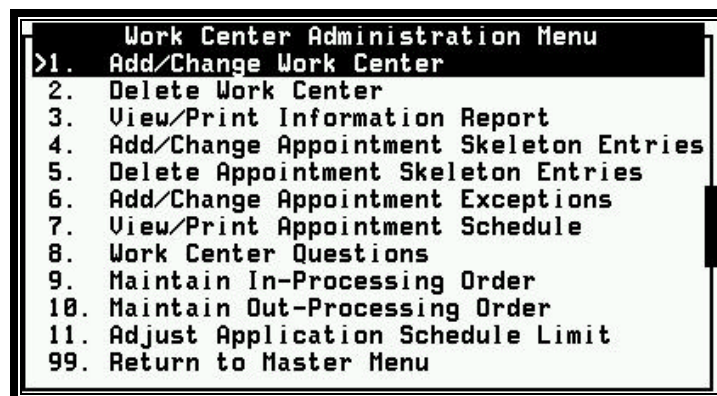 Work Center Administration Menu
>1. Add/Change Work Center
2. Delete Work Center
3. View/Print Information Report
4. Add/Change Appointment Skeleton Entries
5. Delete Appointment Skeleton Entries
6. Add/Change Appointment Exceptions
7. View/Print Appointment Schedule
8. Work Center Questions
9. Maintain In-Processing Order
10. Maintain Out-Processing Order
11. Adjust Application Schedule Limit
99. Return to Master Menu